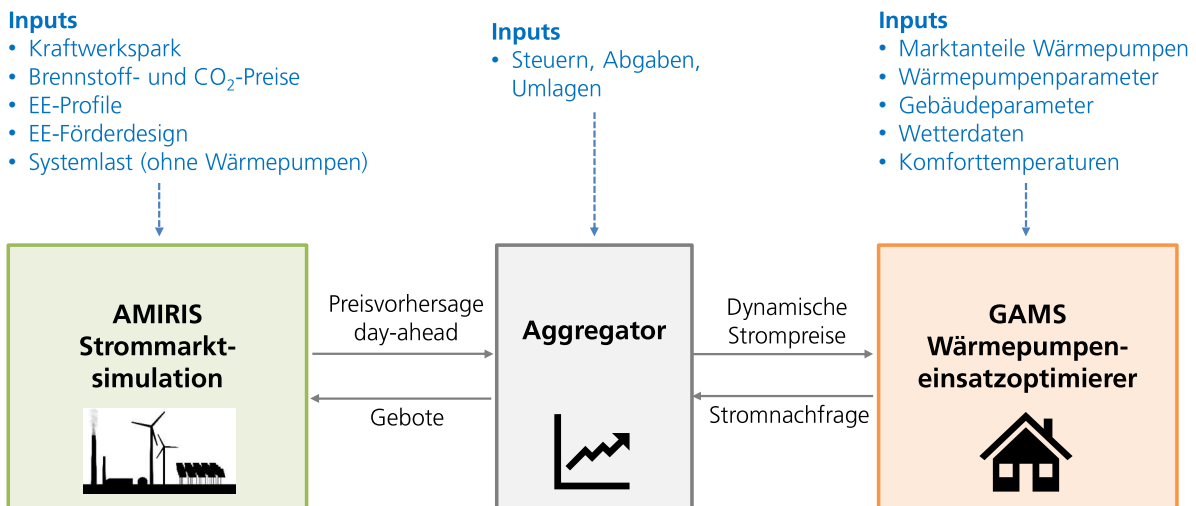 Inputs
• Kraftwerkspark
• Brennstoff- und CO₂-Preise
• EE-Profile
• EE-Förderdesign
• Systemlast (ohne Wärmepumpen)
Inputs
• Steuern, Abgaben,
Umlagen
Inputs
• Marktanteile Wärmepumpen
• Wärmepumpenparameter
• Gebäudeparameter
• Wetterdaten
• Komforttemperaturen
AMIRIS
Strommarkt-
simulation
Preisvorhersage
day-ahead
Gebote
Aggregator
Dynamische
Strompreise
Stromnachfrage
GAMS
Wärmepumpen-
einsatzoptimierer